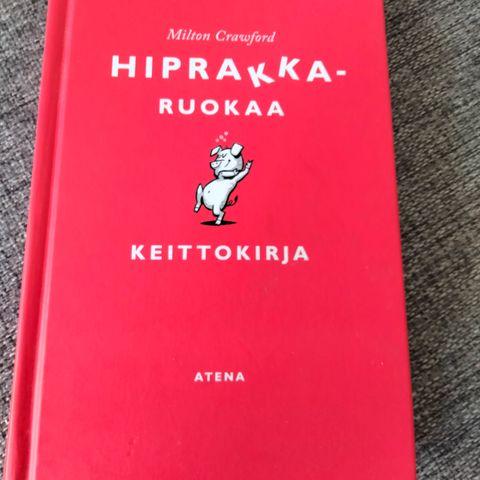 Milton Crawford
HIPRAKKA-
RUOKAA
KEITTOKIRJA
ATENA